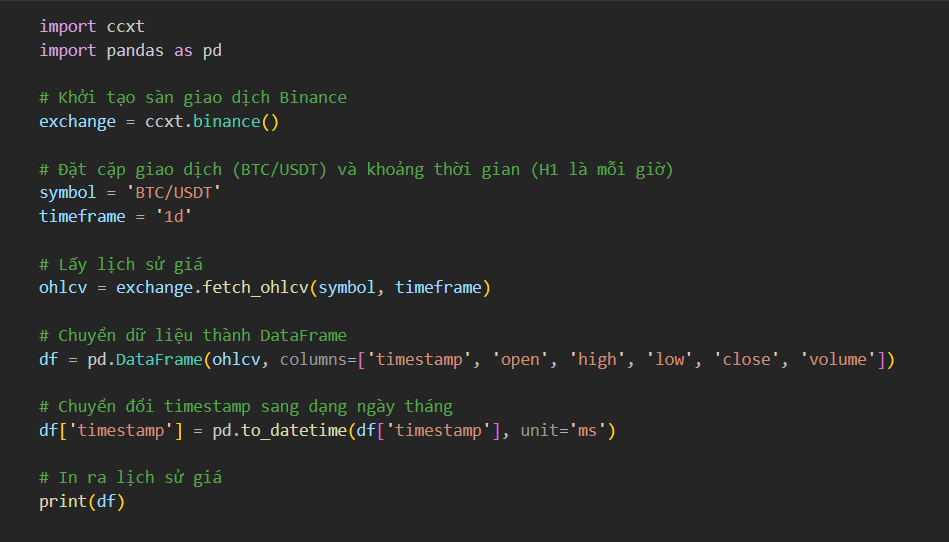 import ccxt
import pandas as pd
# Khởi tạo sàn giao dịch Binance
exchange = ccxt.binance()
# Đặt cặp giao dịch (BTC/USDT) và khoảng thời gian (H1 là mỗi giờ)
symbol = 'BTC/USDT'
timeframe = '1d'
# Lấy lịch sử giá
ohlcv = exchange.fetch_ohlcv(symbol, timeframe)
# Chuyển dữ liệu thành DataFrame
df = pd.DataFrame(ohlcv, columns=['timestamp', 'open', 'high', 'low', 'close', 'volume'])
# Chuyển đổi timestamp sang dạng ngày tháng
df['timestamp'] = pd.to_datetime(df['timestamp'], unit='ms')
# In ra lịch sử giá
print(df)